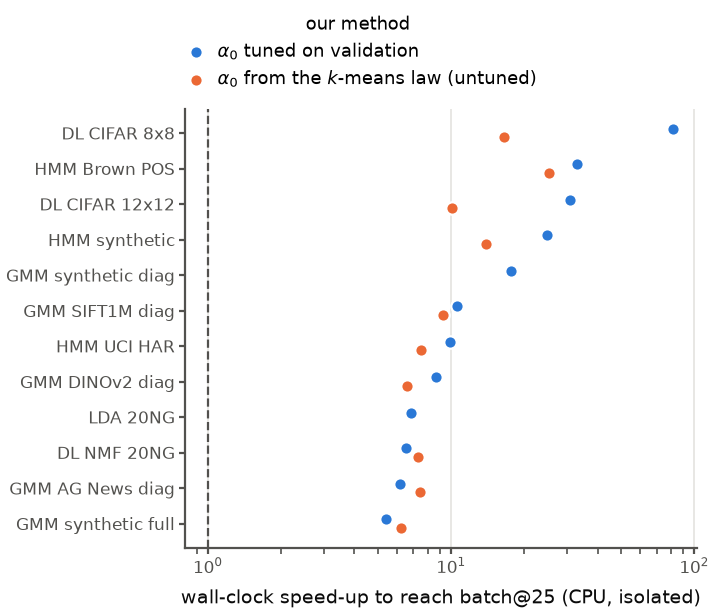 our method
α₀ tuned on validation
α₀ from the k-means law (untuned)
DL CIFAR 8x8
HMM Brown POS
DL CIFAR 12x12
HMM synthetic
GMM synthetic diag
GMM SIFT1M diag
HMM UCI HAR
GMM DINOv2 diag
LDA 20NG
DL NMF 20NG
GMM AG News diag
GMM synthetic full
10⁰ 10¹ 10²
wall-clock speed-up to reach batch@25 (CPU, isolated)